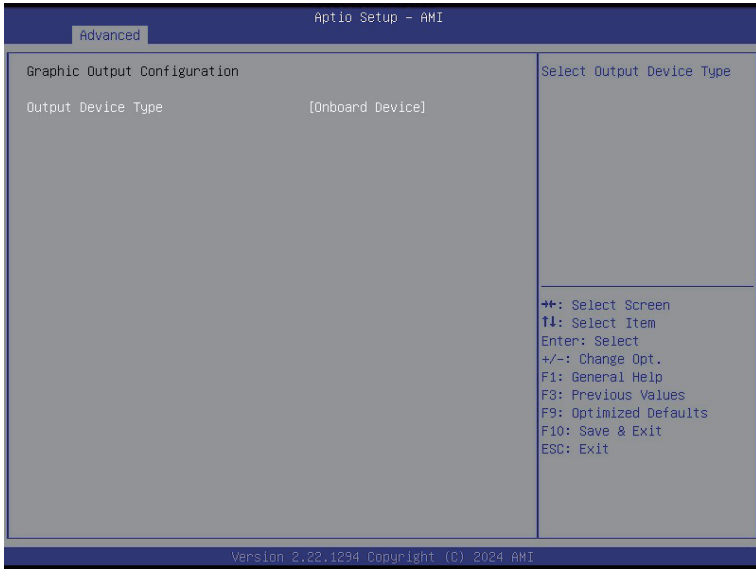 Aptio Setup – AMI
Advanced
Graphic Output Configuration
Output Device Type [Onboard Device]
Select Output Device Type
→←: Select Screen
↑↓: Select Item
Enter: Select
+/-: Change Opt.
F1: General Help
F3: Previous Values
F9: Optimized Defaults
F10: Save & Exit
ESC: Exit
Version 2.22.1294 Copyright (C) 2024 AMI